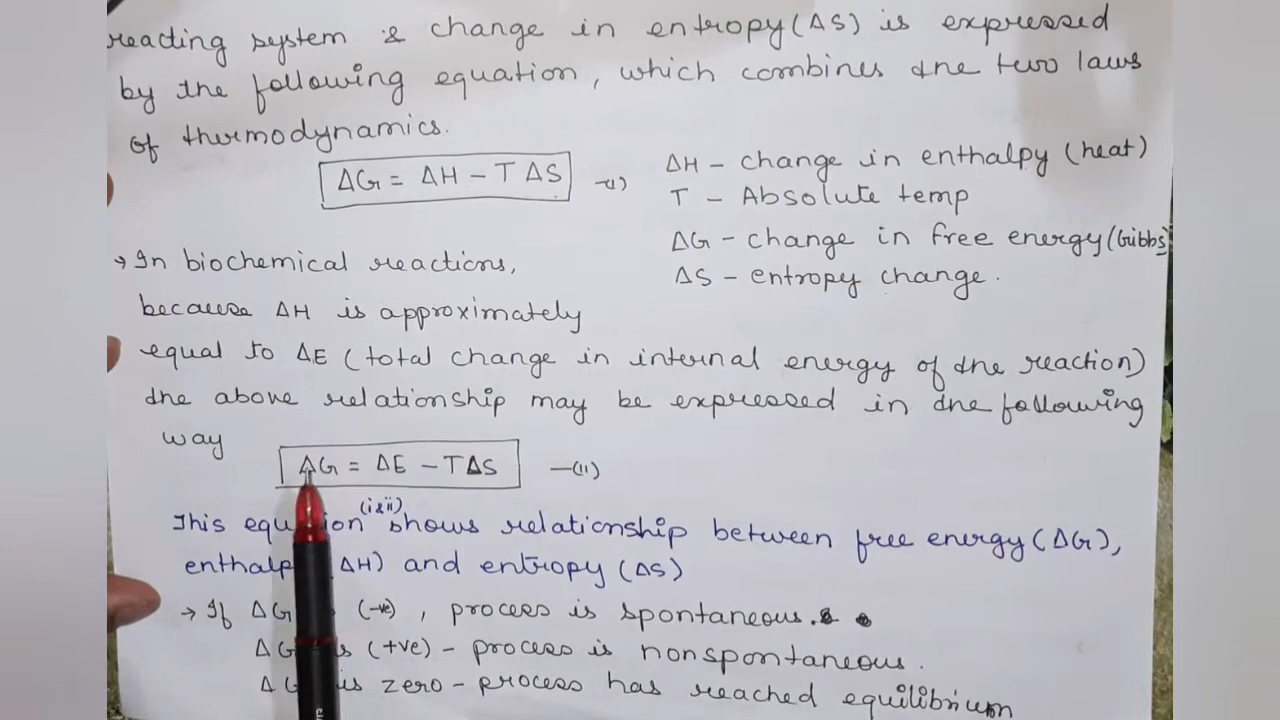 reacting system & change in entropy (ΔS) is expressed
by the following equation, which combines the two laws
of thermodynamics.
ΔG = ΔH - TΔS -(1)
ΔH - change in enthalpy (heat)
T - Absolute temp
ΔG - change in free energy (Gibbs)
ΔS - entropy change.
→ In biochemical reactions,
because ΔH is approximately
equal to ΔE (total change in internal energy of the reaction)
the above relationship may be expressed in the following
way
ΔG = ΔE - TΔS -(11)
(i&ii)
This equation shows relationship between free energy (ΔG),
enthalp (ΔH) and entropy (ΔS)
→ If ΔG (-ve), process is spontaneous.
ΔG is (+ve) - process is nonspontaneous.
ΔG is zero - process has reached equilibrium